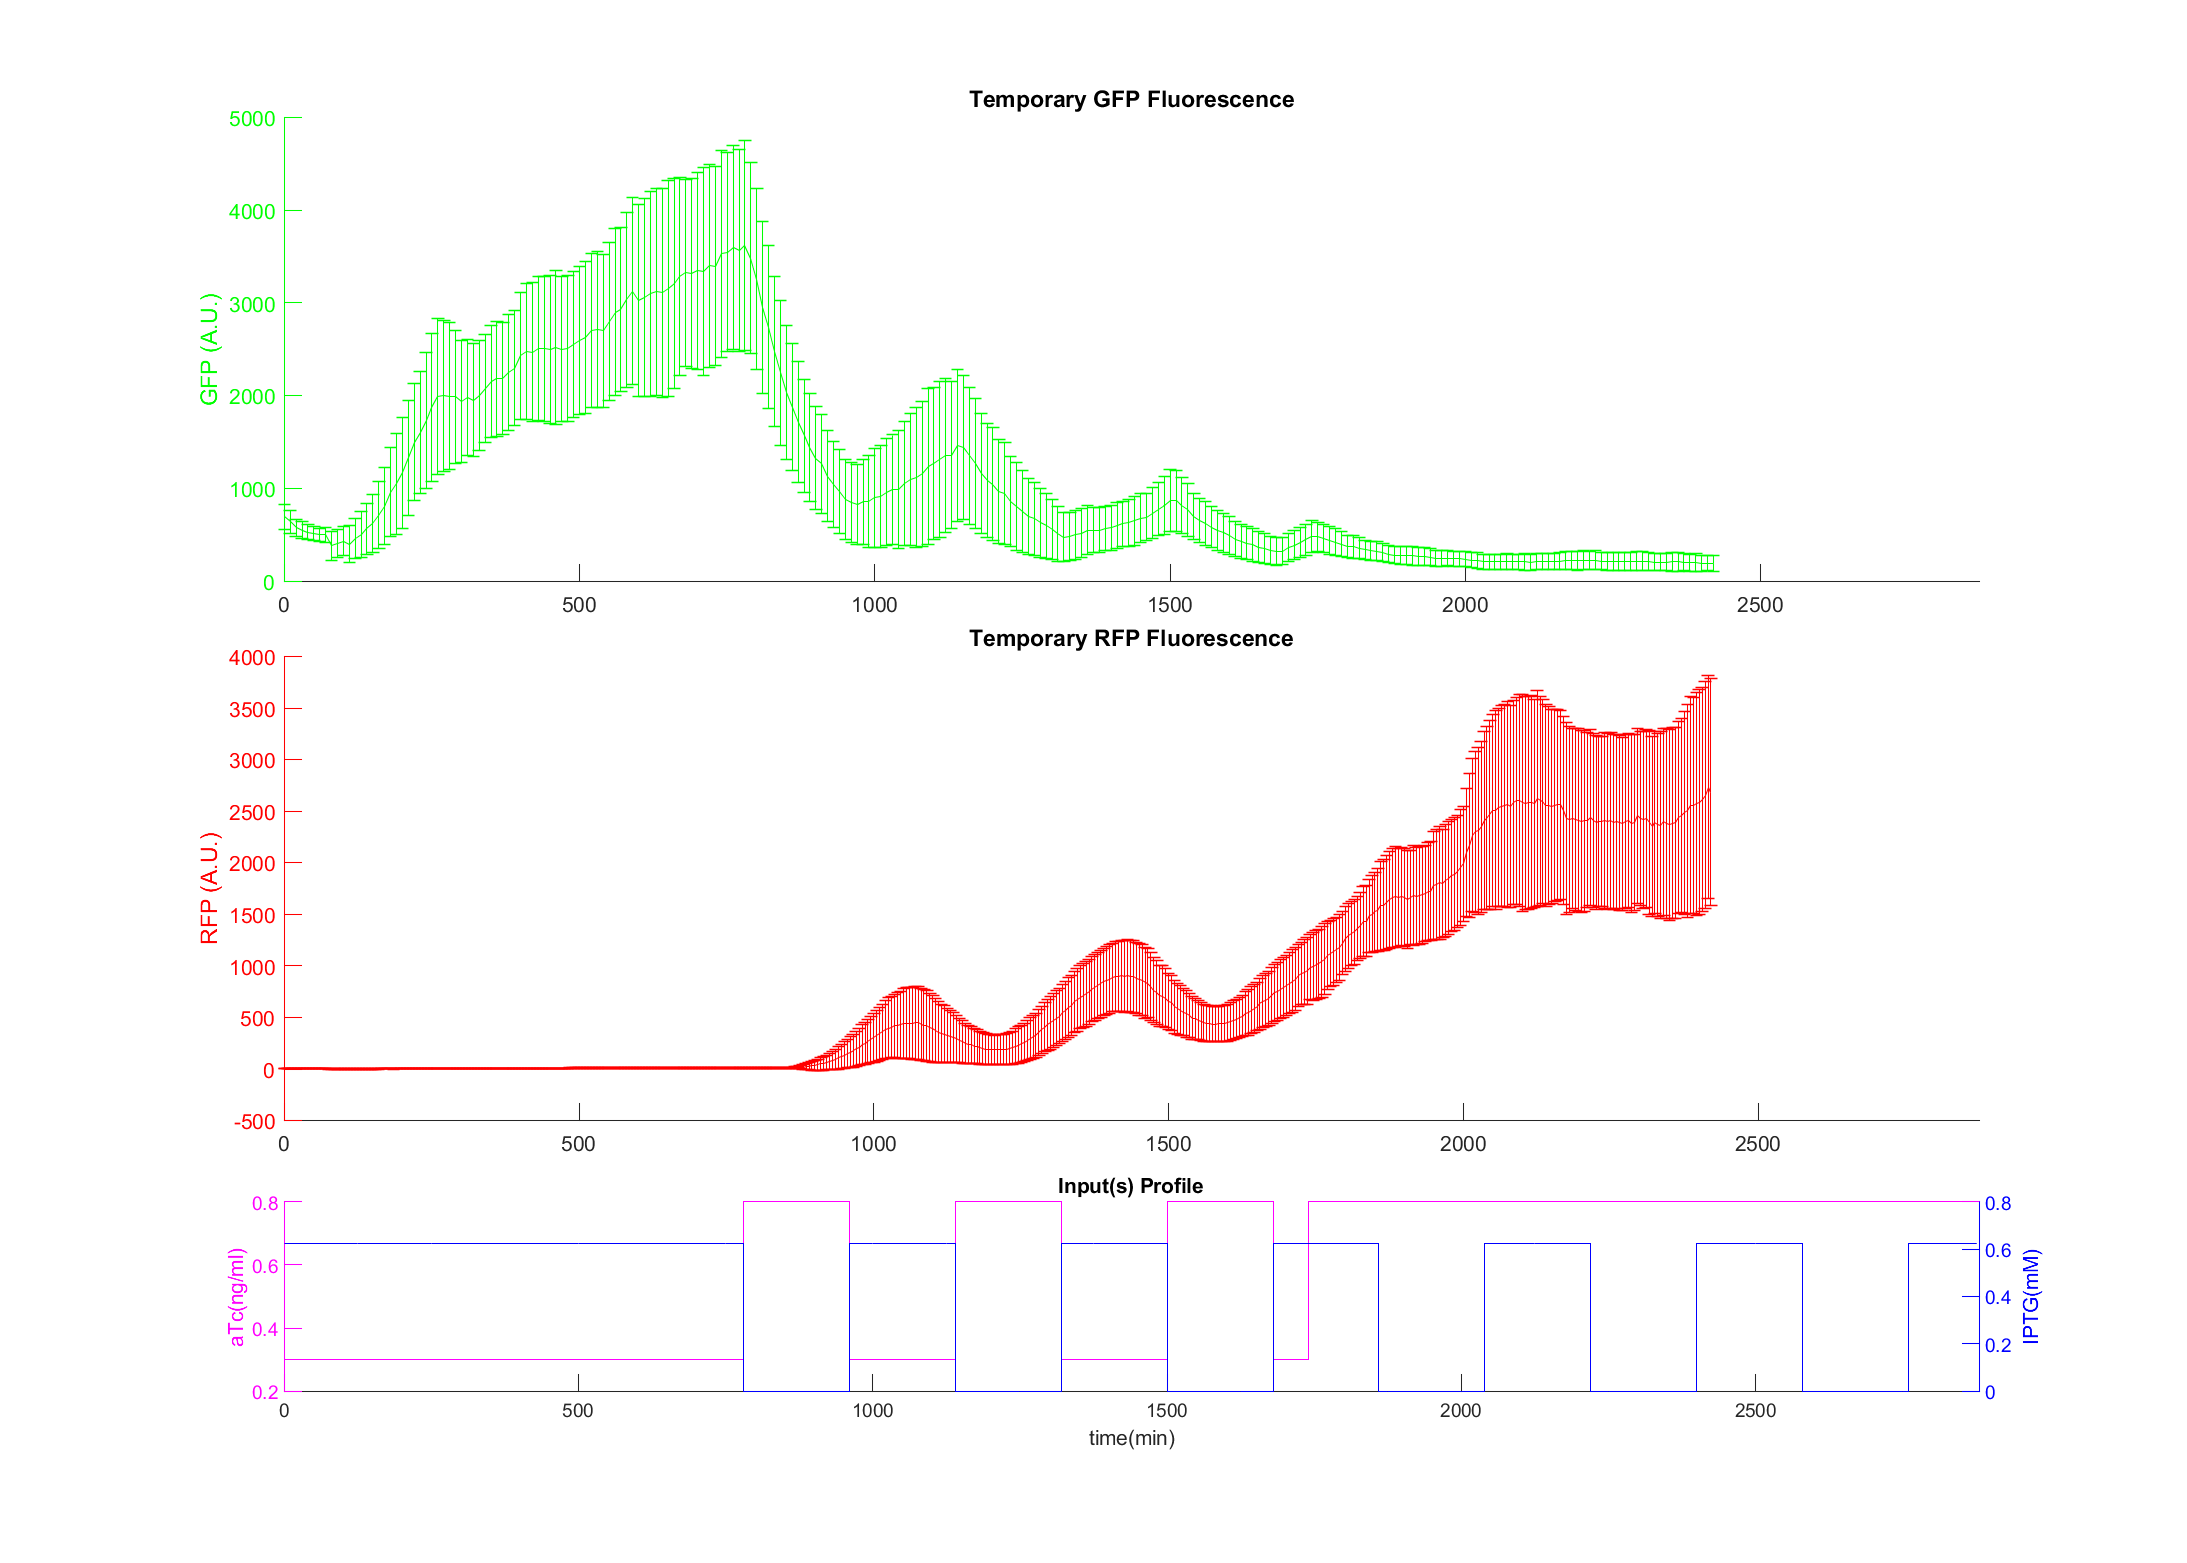 Temporary GFP Fluorescence
5000
4000
3000
2000
1000
0
GFP (A.U.)
0 500 1000 1500 2000 2500
Temporary RFP Fluorescence
4000
3500
3000
2500
2000
1500
1000
500
0
-500
RFP (A.U.)
0 500 1000 1500 2000 2500
Input(s) Profile
0.8
0.6
0.4
0.2
aTc(ng/ml)
0.8
0.6
0.4
0.2
0
IPTG(mM)
0 500 1000 1500 2000 2500
time(min)